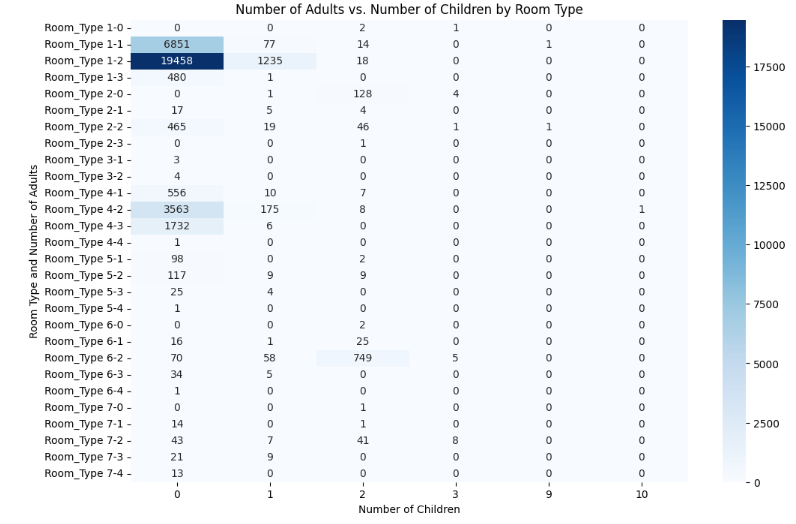 Number of Adults vs. Number of Children by Room Type
Room_Type 1-0 0 0 2 1 0 0
Room_Type 1-1 6851 77 14 0 1 0
Room_Type 1-2 19458 1235 18 0 0 0
Room_Type 1-3 480 1 0 0 0 0
Room_Type 2-0 0 1 128 4 0 0
Room_Type 2-1 17 5 4 0 0 0
Room_Type 2-2 465 19 46 1 1 0
Room_Type 2-3 0 0 1 0 0 0
Room_Type 3-1 3 0 0 0 0 0
Room_Type 3-2 4 0 0 0 0 0
Room_Type 4-1 556 10 7 0 0 0
Room_Type 4-2 3563 175 8 0 0 1
Room_Type 4-3 1732 6 0 0 0 0
Room_Type 4-4 1 0 0 0 0 0
Room_Type 5-1 98 0 2 0 0 0
Room_Type 5-2 117 9 9 0 0 0
Room_Type 5-3 25 4 0 0 0 0
Room_Type 5-4 1 0 0 0 0 0
Room_Type 6-0 0 0 2 0 0 0
Room_Type 6-1 16 1 25 0 0 0
Room_Type 6-2 70 58 749 5 0 0
Room_Type 6-3 34 5 0 0 0 0
Room_Type 6-4 1 0 0 0 0 0
Room_Type 7-0 0 0 1 0 0 0
Room_Type 7-1 14 0 1 0 0 0
Room_Type 7-2 43 7 41 8 0 0
Room_Type 7-3 21 9 0 0 0 0
Room_Type 7-4 13 0 0 0 0 0
0 1 2 3 9 10
Number of Children
Room Type and Number of Adults
17500
15000
12500
10000
7500
5000
2500
0